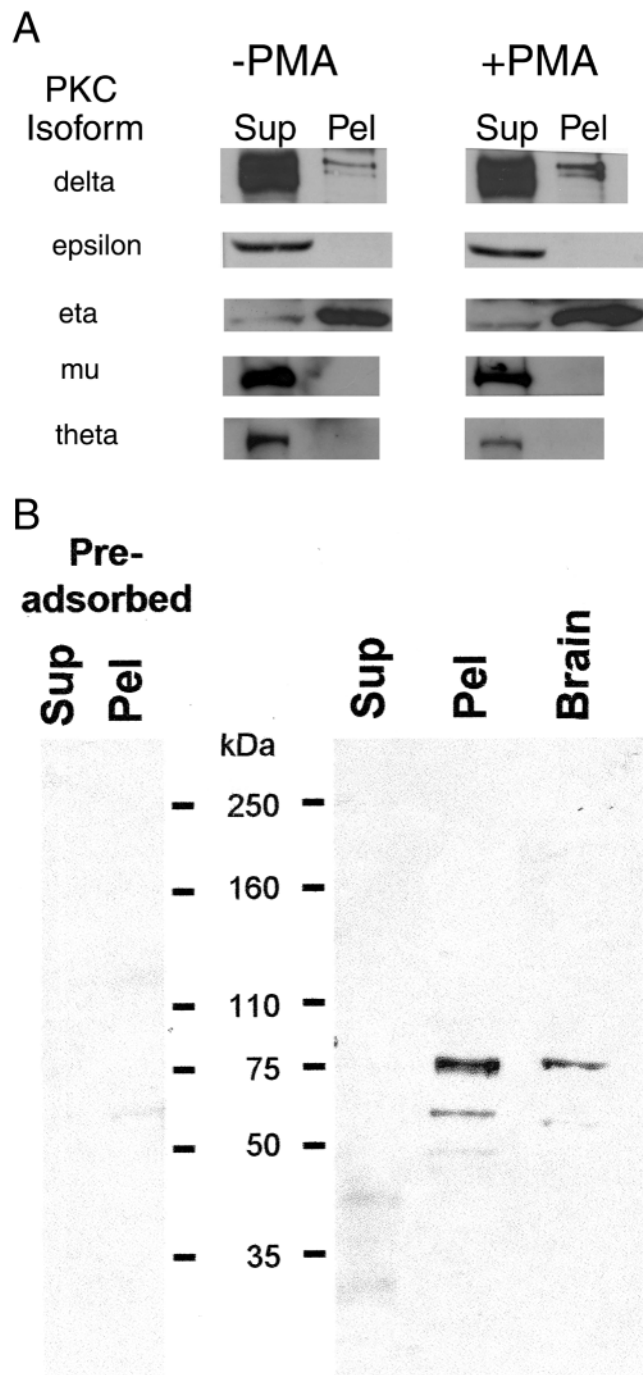 A
-PMA +PMA
PKC
Isoform
Sup Pel Sup Pel
delta
epsilon
eta
mu
theta
B
Pre-
adsorbed
Sup Pel Sup Pel Brain
kDa
250
160
110
75
50
35